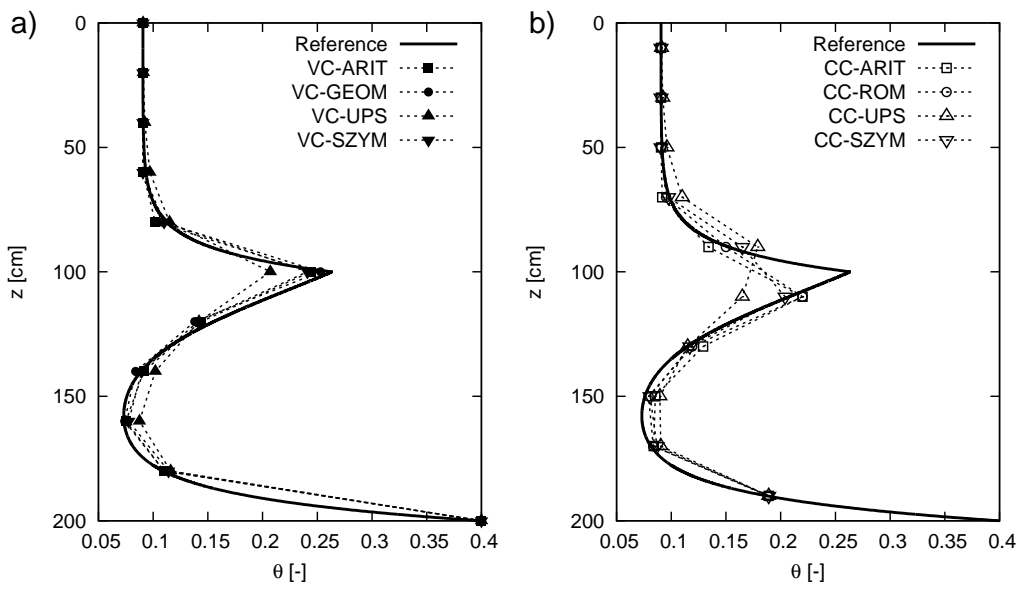 a)
Reference
VC-ARIT
VC-GEOM
VC-UPS
VC-SZYM
0
50
100
150
200
z [cm]
0.05 0.1 0.15 0.2 0.25 0.3 0.35 0.4
θ [-]
b)
Reference
CC-ARIT
CC-ROM
CC-UPS
CC-SZYM
0
50
100
150
200
z [cm]
0.05 0.1 0.15 0.2 0.25 0.3 0.35 0.4
θ [-]